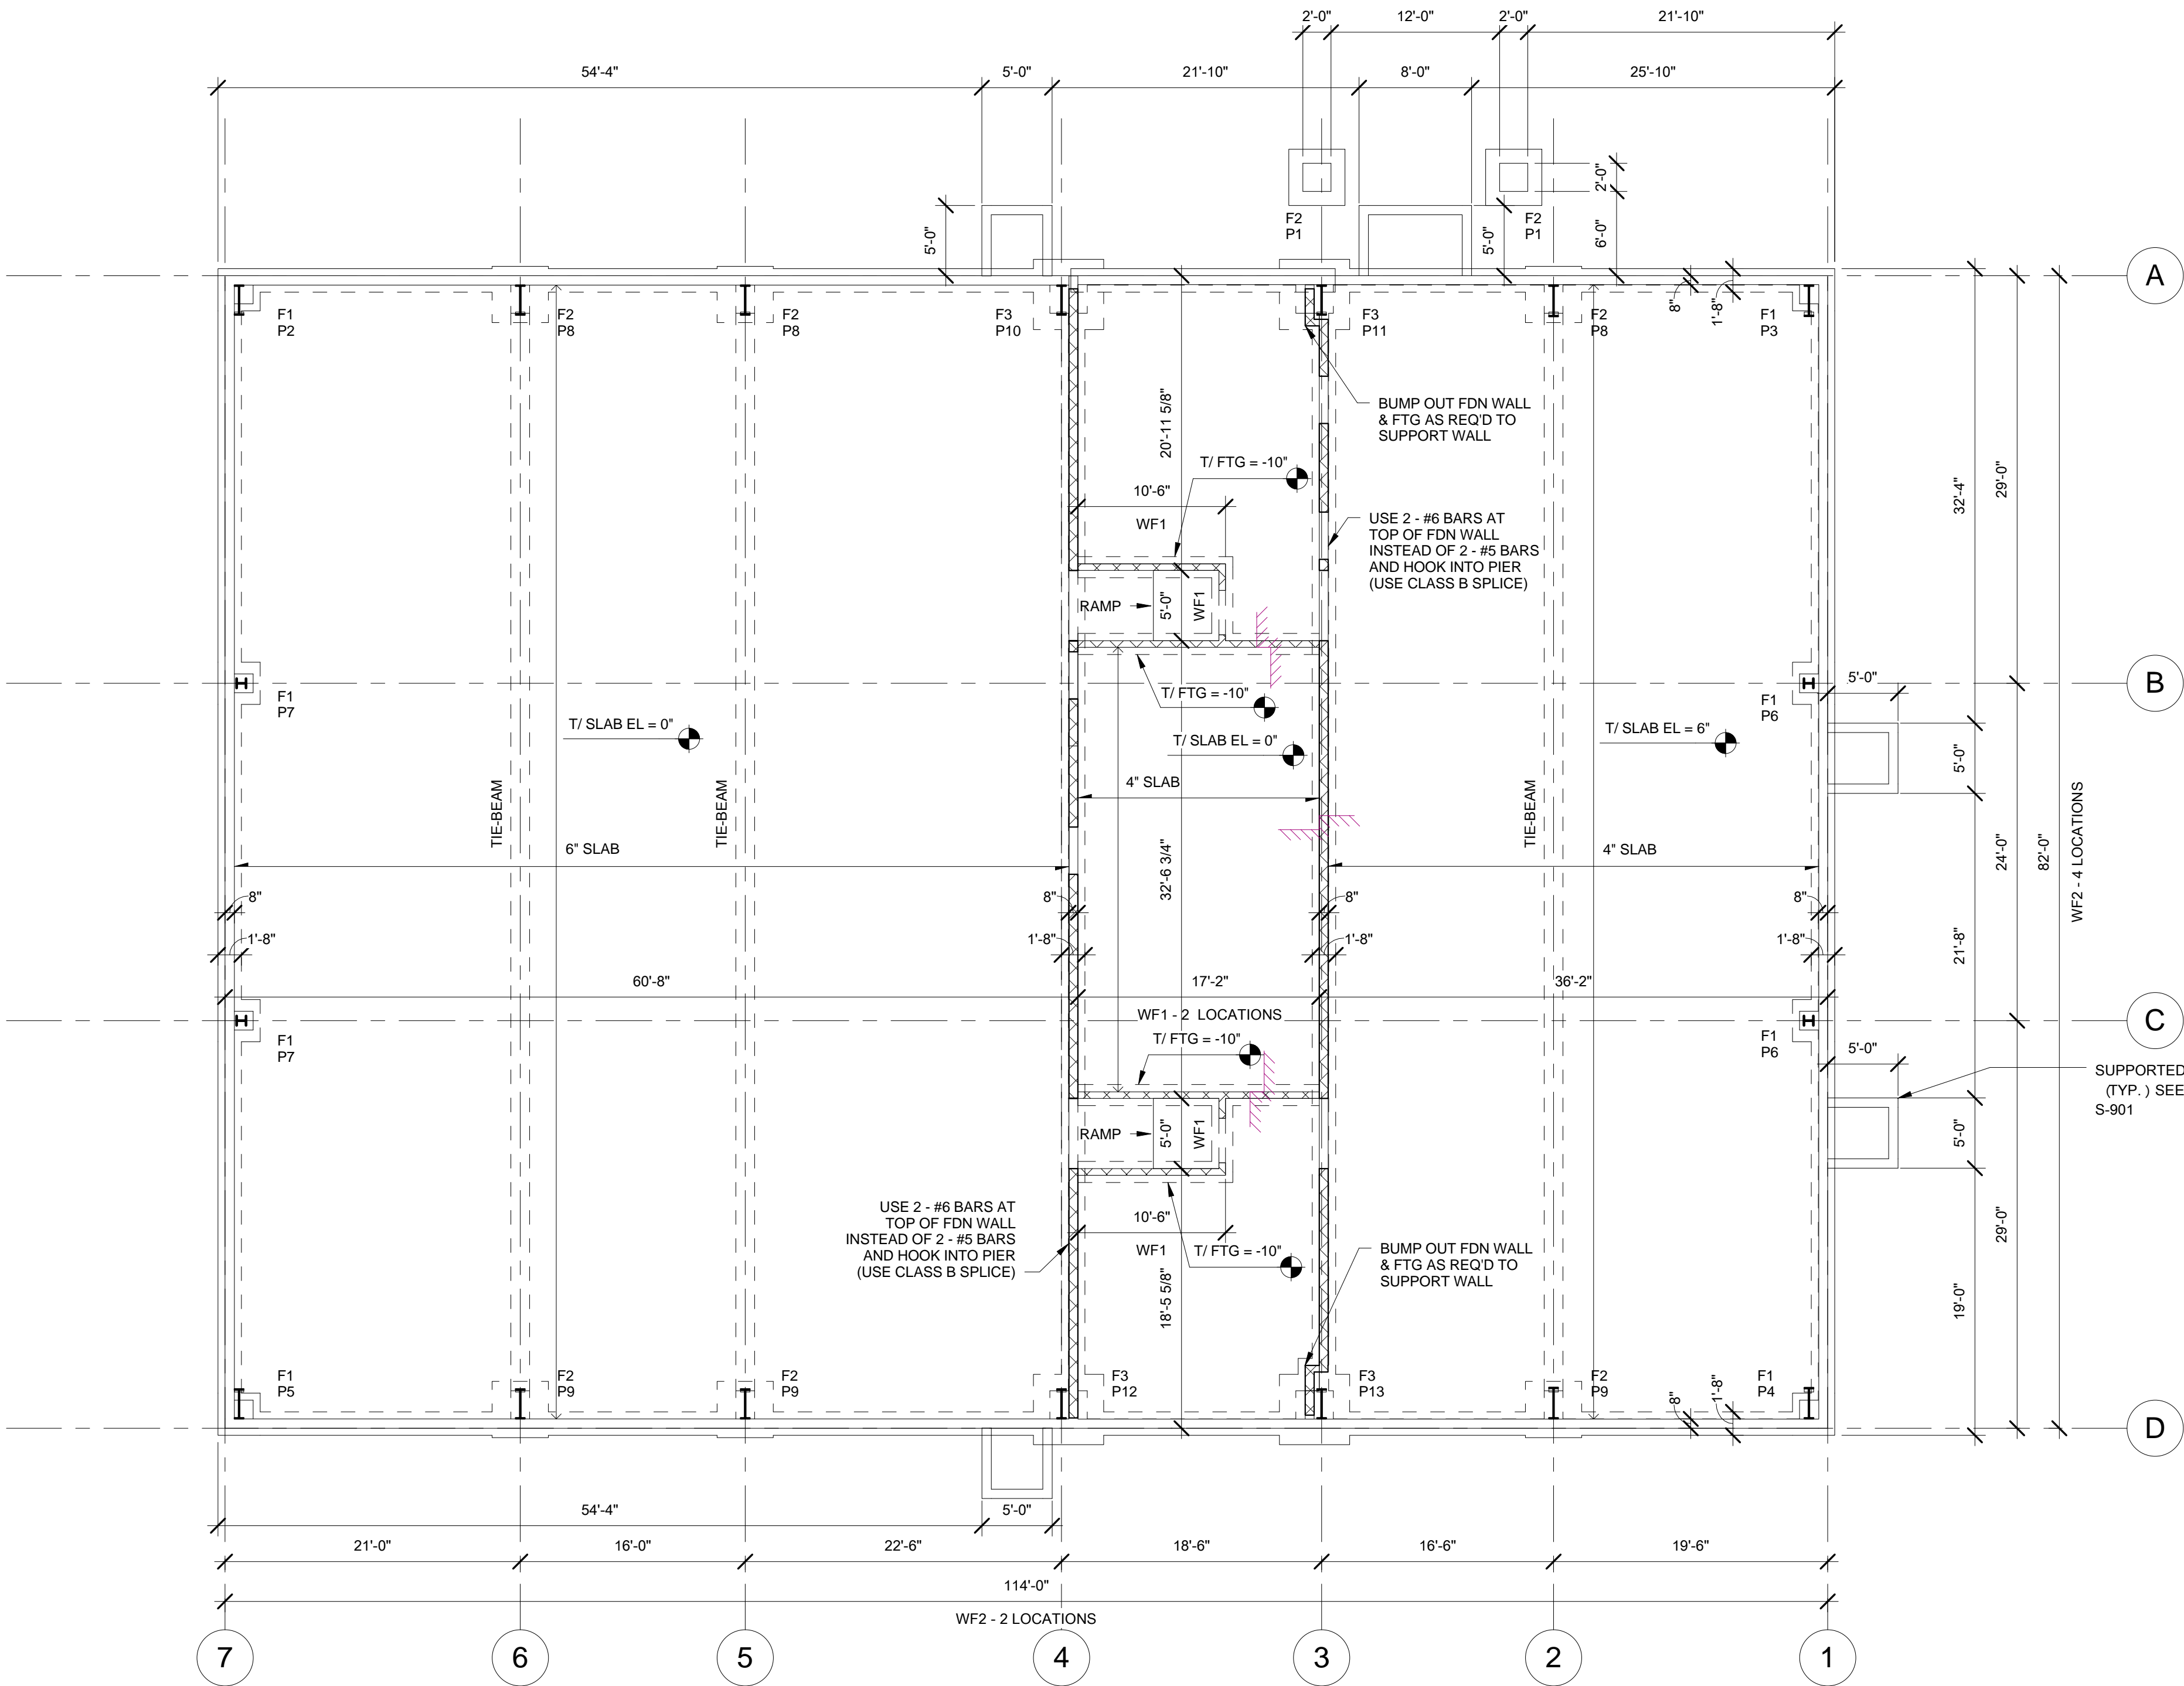 2'-0"
12'-0"
2'-0"
21'-10"
54'-4"
5'-0"
21'-10"
8'-0"
25'-10"
2'-0"
6'-0"
5'-0"
5'-0"
F2
P1
F2
P1
A
F1
P2
F2
P8
F2
P8
F3
P10
F3
P11
F2
P8
8"
1'-8"
F1
P3
BUMP OUT FDN WALL
& FTG AS REQ'D TO
SUPPORT WALL
20'-11 5/8"
T/ FTG = -10"
10'-6"
WF1
32'-4"
29'-0"
USE 2 - #6 BARS AT
TOP OF FDN WALL
INSTEAD OF 2 - #5 BARS
AND HOOK INTO PIER
(USE CLASS B SPLICE)
RAMP
5'-0"
WF1
F1
P7
T/ FTG = -10"
F1
P6
5'-0"
B
T/ SLAB EL = 0"
T/ SLAB EL = 0"
T/ SLAB EL = 6"
5'-0"
4" SLAB
TIE-BEAM
TIE-BEAM
TIE-BEAM
6" SLAB
4" SLAB
32'-6 3/4"
24'-0"
82'-0"
WF2 - 4 LOCATIONS
8"
8"
8"
8"
1'-8"
1'-8"
1'-8"
1'-8"
21'-8"
60'-8"
17'-2"
36'-2"
WF1 - 2 LOCATIONS
T/ FTG = -10"
C
F1
P7
F1
P6
5'-0"
SUPPORTED
(TYP. ) SEE
S-901
RAMP
5'-0"
WF1
5'-0"
USE 2 - #6 BARS AT
TOP OF FDN WALL
INSTEAD OF 2 - #5 BARS
AND HOOK INTO PIER
(USE CLASS B SPLICE)
10'-6"
WF1
T/ FTG = -10"
BUMP OUT FDN WALL
& FTG AS REQ'D TO
SUPPORT WALL
18'-5 5/8"
29'-0"
19'-0"
F1
P5
F2
P9
F2
P9
F3
P12
F3
P13
F2
P9
8"
1'-8"
F1
P4
D
54'-4"
5'-0"
21'-0"
16'-0"
22'-6"
18'-6"
16'-6"
19'-6"
114'-0"
WF2 - 2 LOCATIONS
7
6
5
4
3
2
1